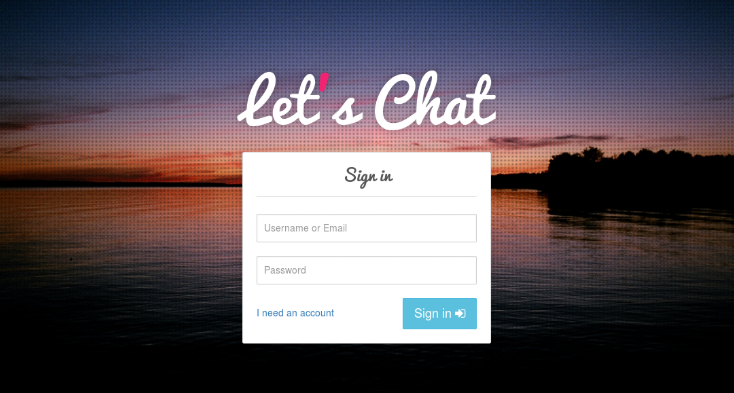 Let's Chat
Sign in
Username or Email
Password
I need an account
Sign in